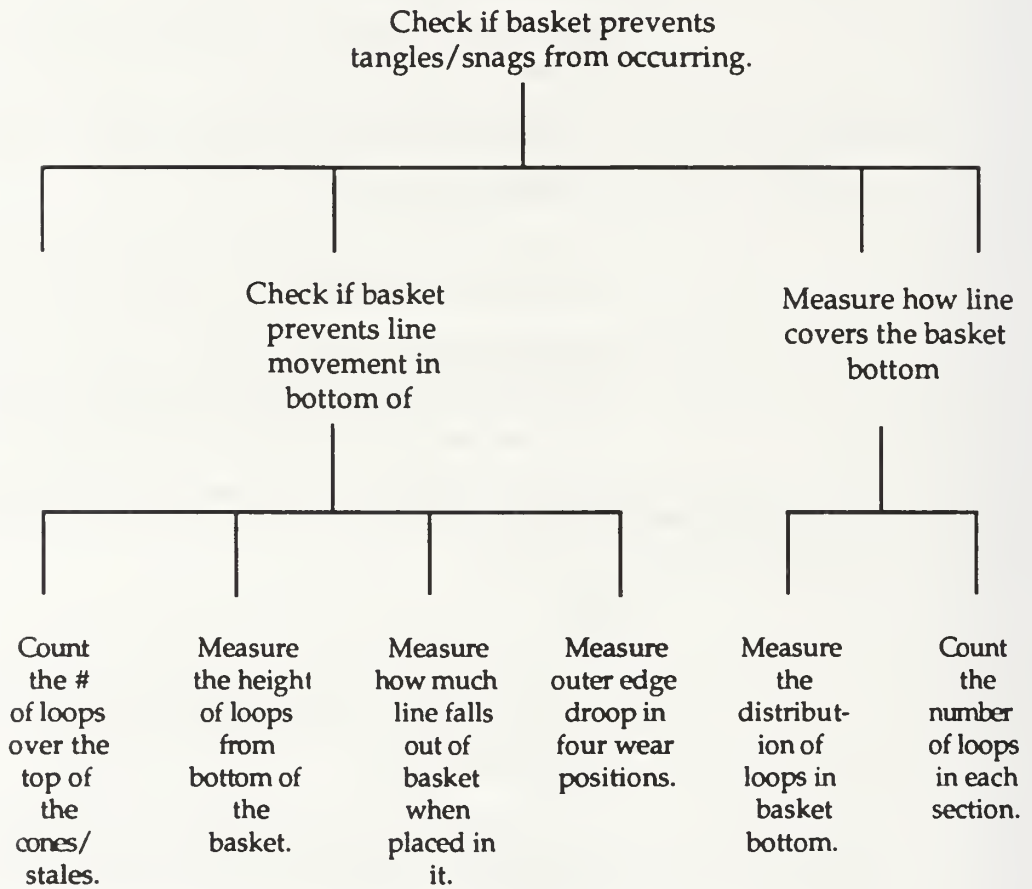 Check if basket prevents
tangles/snags from occurring.
Check if basket
prevents line
movement in
bottom of
Measure how line
covers the basket
bottom
Count
the #
of loops
over the
top of
the
cones/
stales.
Measure
the height
of loops
from
bottom of
the
basket.
Measure
how much
line falls
out of
basket
when
placed in
it.
Measure
outer edge
droop in
four wear
positions.
Measure
the
distribut-
ion of
loops in
basket
bottom.
Count
the
number
of loops
in each
section.